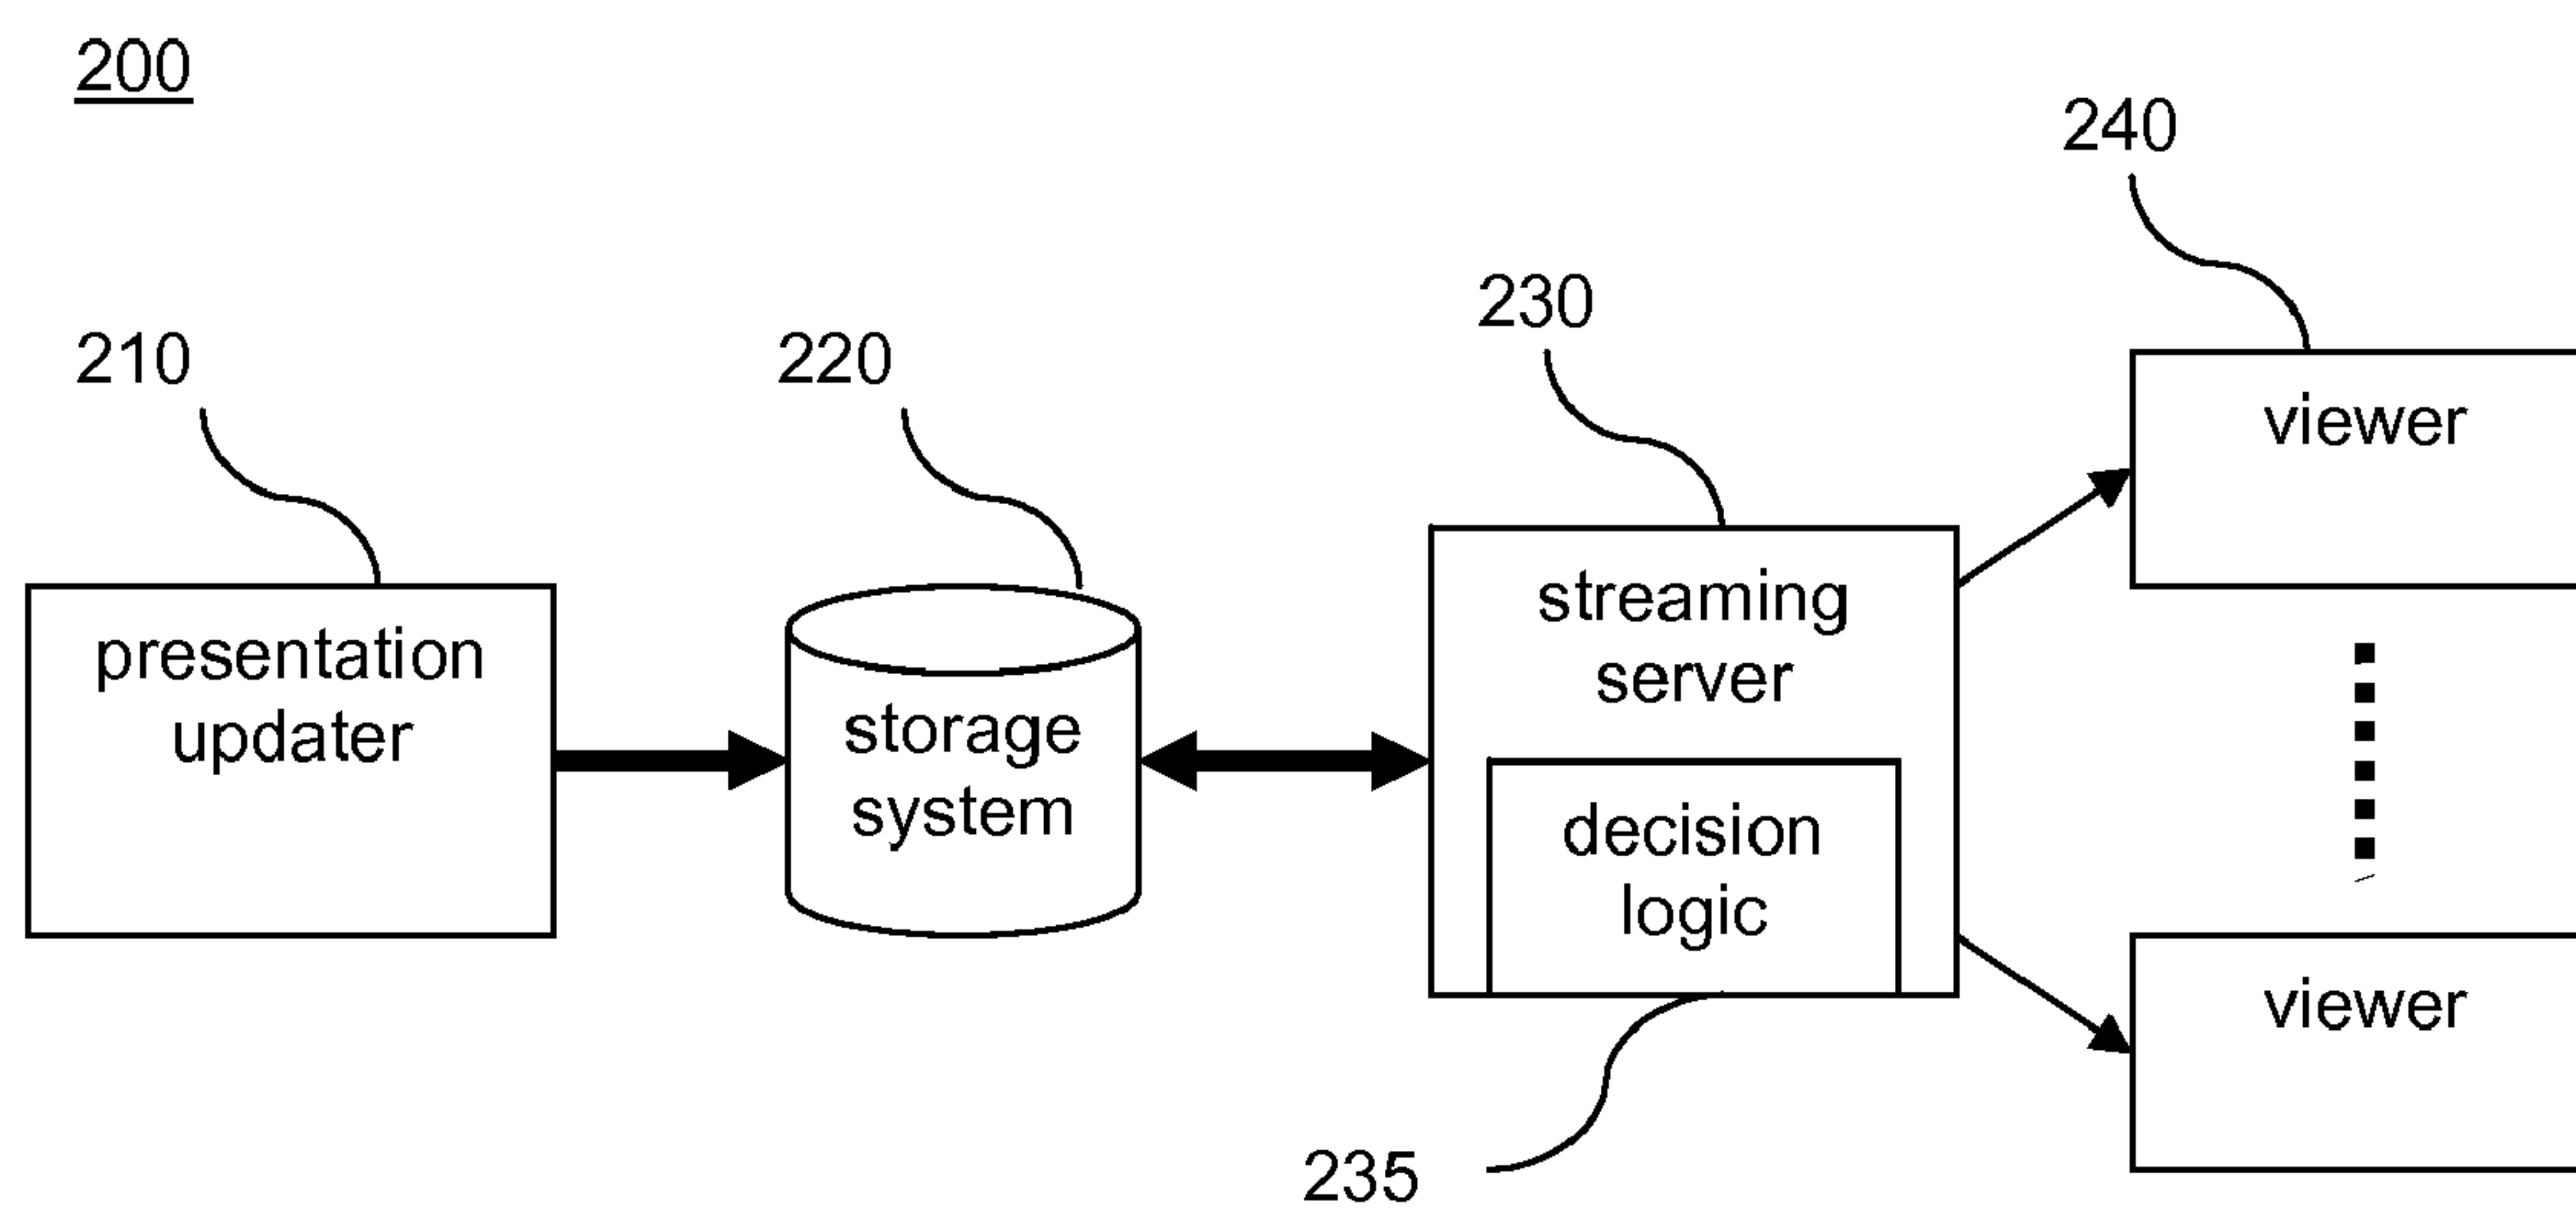 200
240
230
210
220
viewer
streaming
server
presentation
updater
storage
system
decision
logic
viewer
235